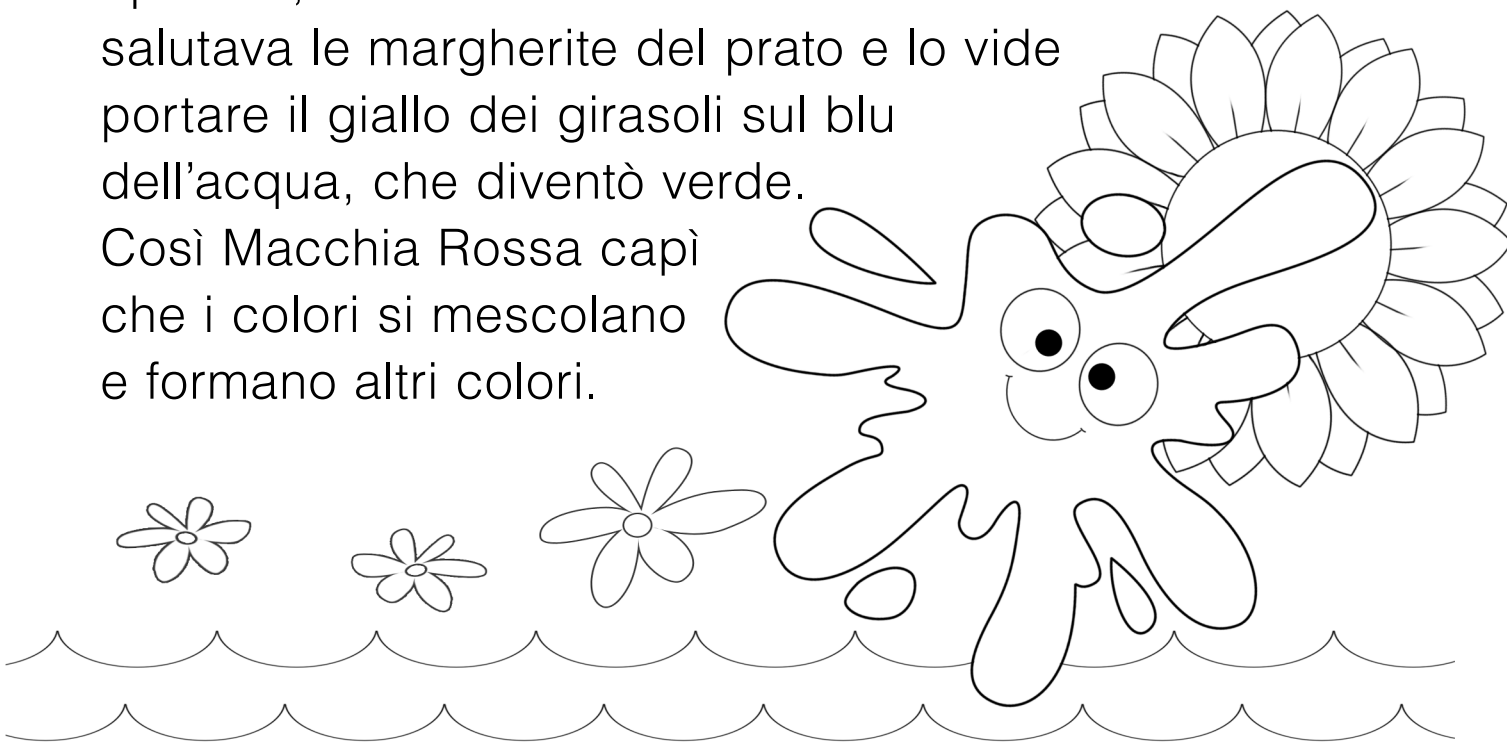 salutava le margherite del prato e lo vide
portare il giallo dei girasoli sul blu
dell’acqua, che diventò verde.
Così Macchia Rossa capì
che i colori si mescolano
e formano altri colori.